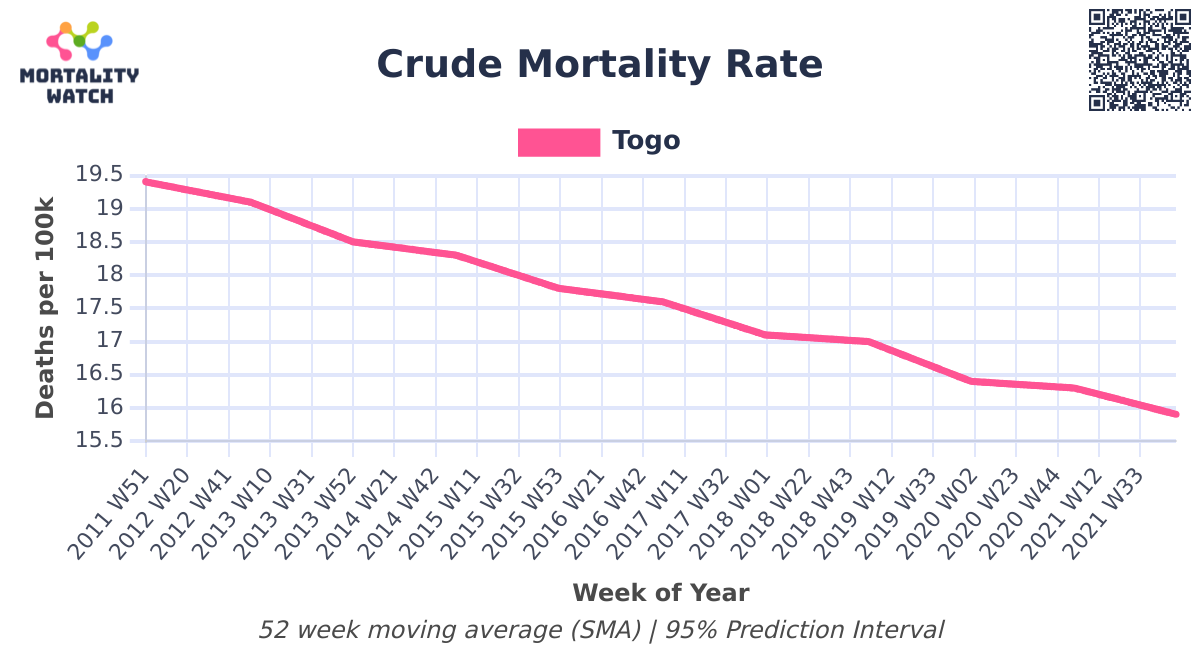 MORTALITY
WATCH
Crude Mortality Rate
Togo
Deaths per 100k
19.5
19
18.5
18
17.5
17
16.5
16
15.5
2011 W51
2012 W20
2012 W41
2013 W10
2013 W31
2013 W52
2014 W21
2014 W42
2015 W11
2015 W32
2015 W53
2016 W21
2016 W42
2017 W11
2017 W32
2018 W01
2018 W22
2018 W43
2019 W12
2019 W33
2020 W02
2020 W23
2020 W44
2021 W12
2021 W33
Week of Year
52 week moving average (SMA) | 95% Prediction Interval